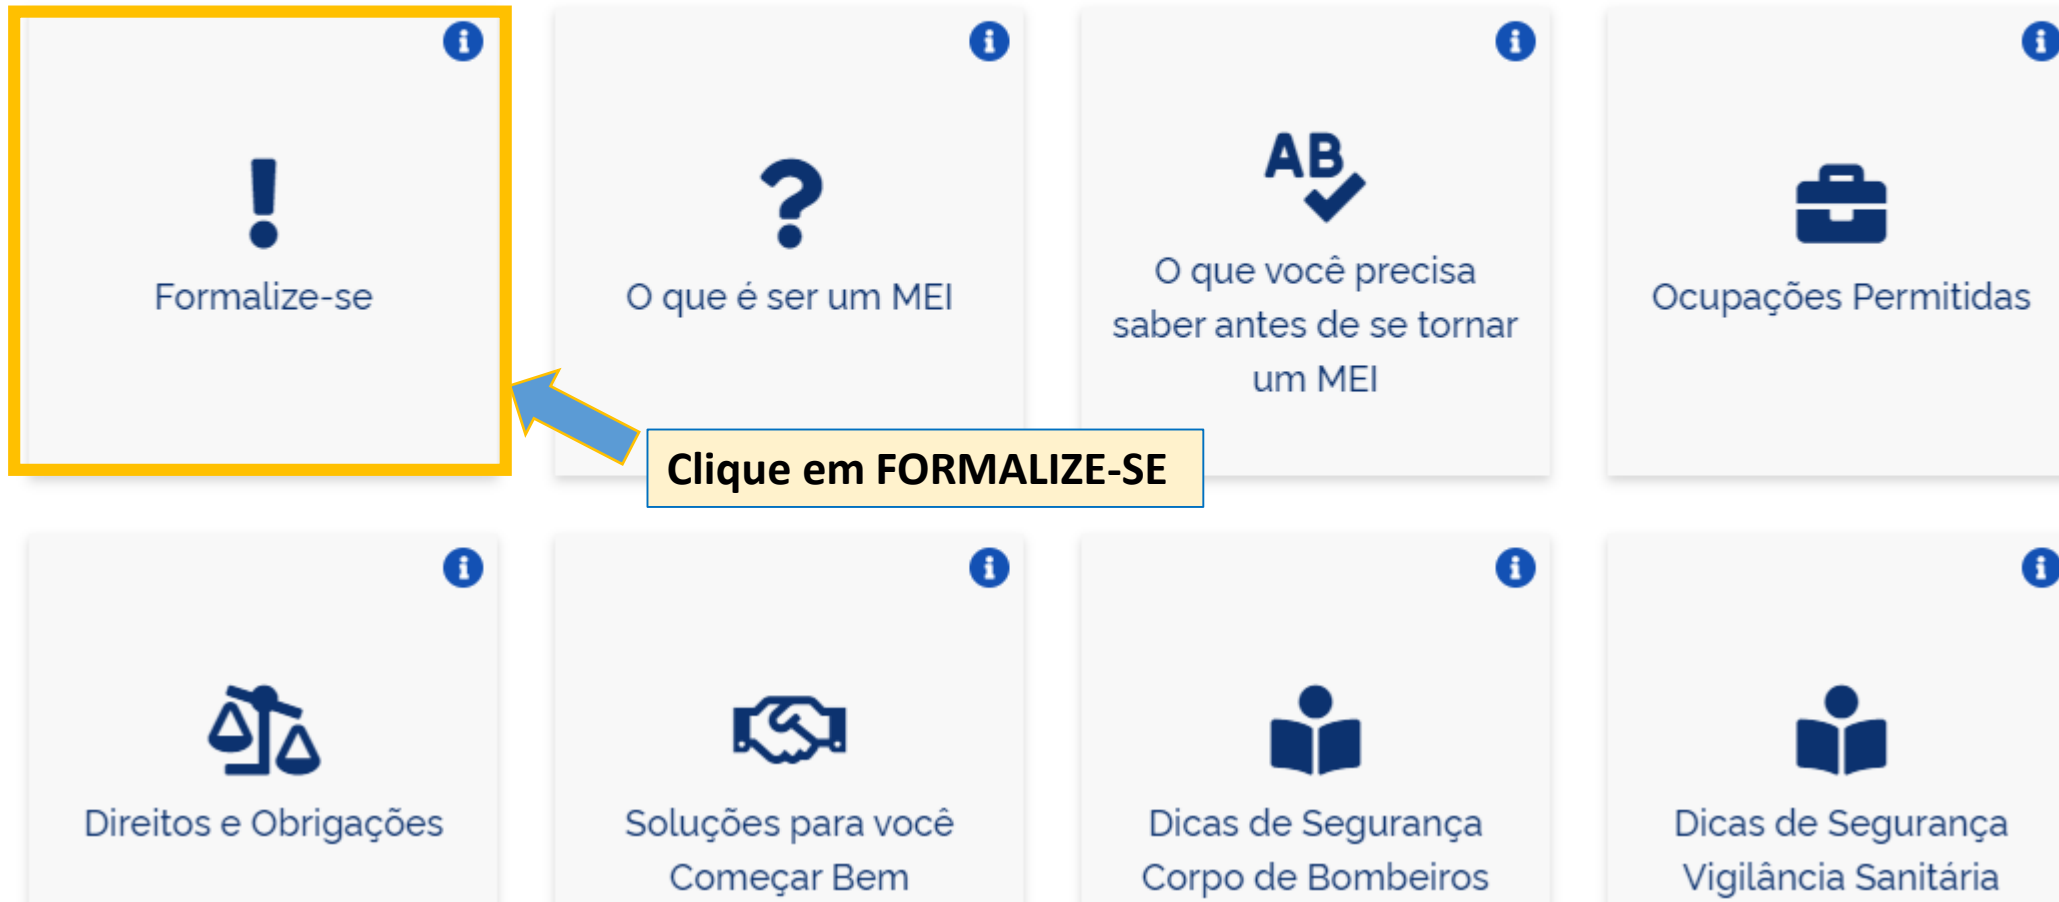 Formalize-se
O que é ser um MEI
AB
O que você precisa
saber antes de se tornar
um MEI
Ocupações Permitidas
Clique em FORMALIZE-SE
Direitos e Obrigações
Soluções para você
Começar Bem
Dicas de Segurança
Corpo de Bombeiros
Dicas de Segurança
Vigilância Sanitária